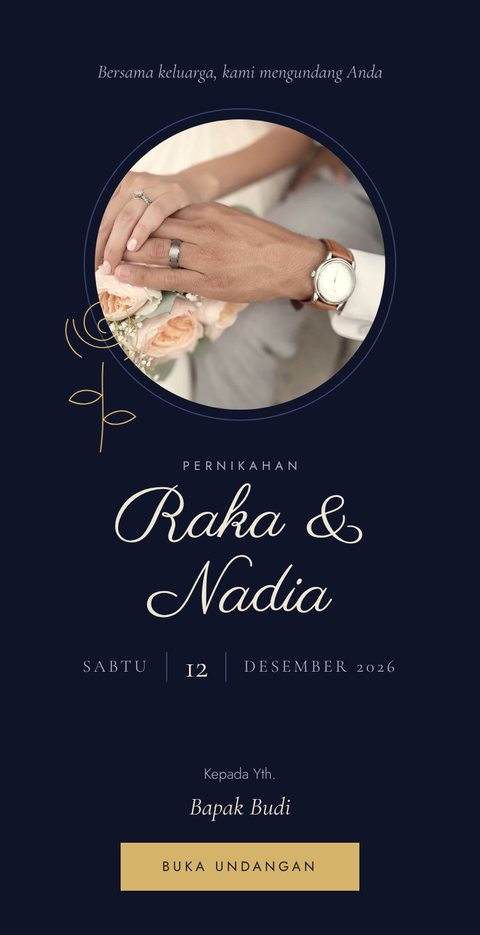 Bersama keluarga, kami mengundang Anda
PERNIKAHAN
Raka &
Nadia
SABTU 12 DESEMBER 2026
Kepada Yth.
Bapak Budi
BUKA UNDANGAN